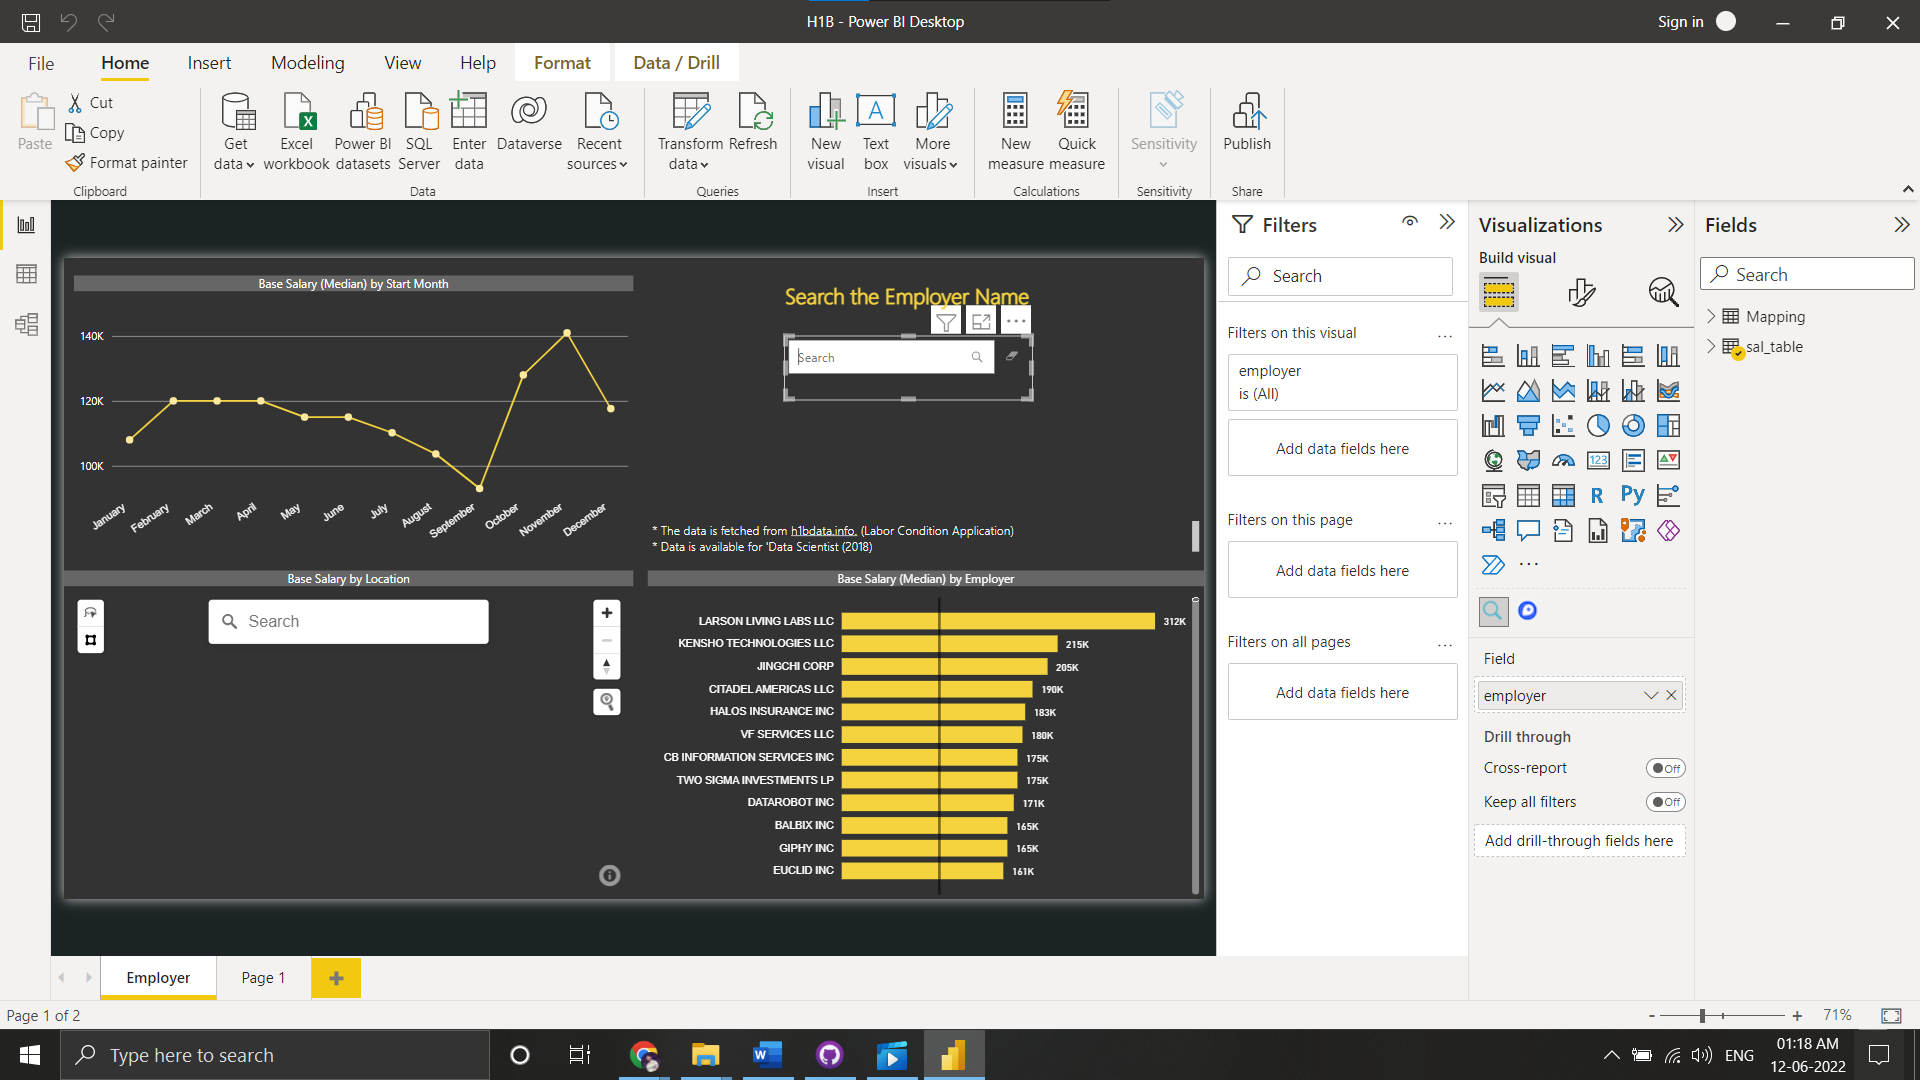 H1B - Power BI Desktop
Sign in
File
Home
Insert
Modeling
View
Help
Format
Data / Drill
Paste
Cut
Copy
Format painter
Clipboard
Get data
Excel workbook
Power BI datasets
SQL Server
Enter data
Dataverse
Recent sources
Data
Transform data
Refresh
Queries
New visual
Text box
More visuals
Insert
New measure
Quick measure
Calculations
Sensitivity
Sensitivity
Publish
Share
Base Salary (Median) by Start Month
140K
120K
100K
January
February
March
April
May
June
July
August
September
October
November
December
Search the Employer Name
Search
* The data is fetched from h1bdata.info. (Labor Condition Application)
* Data is available for 'Data Scientist (2018)
Base Salary by Location
Search
Base Salary (Median) by Employer
LARSON LIVING LABS LLC 312K
KENSHO TECHNOLOGIES LLC 215K
JINGCHI CORP 205K
CITADEL AMERICAS LLC 190K
HALOS INSURANCE INC 183K
VF SERVICES LLC 180K
CB INFORMATION SERVICES INC 175K
TWO SIGMA INVESTMENTS LP 175K
DATAROBOT INC 171K
BALBIX INC 165K
GIPHY INC 165K
EUCLID INC 161K
Filters
Search
Filters on this visual
employer
is (All)
Add data fields here
Filters on this page
Add data fields here
Filters on all pages
Add data fields here
Visualizations
Build visual
123
R
Py
Field
employer
Drill through
Cross-report
Off
Keep all filters
Off
Add drill-through fields here
Fields
Search
Mapping
sal_table
Employer
Page 1
Page 1 of 2
71%
Type here to search
ENG
01:18 AM
12-06-2022